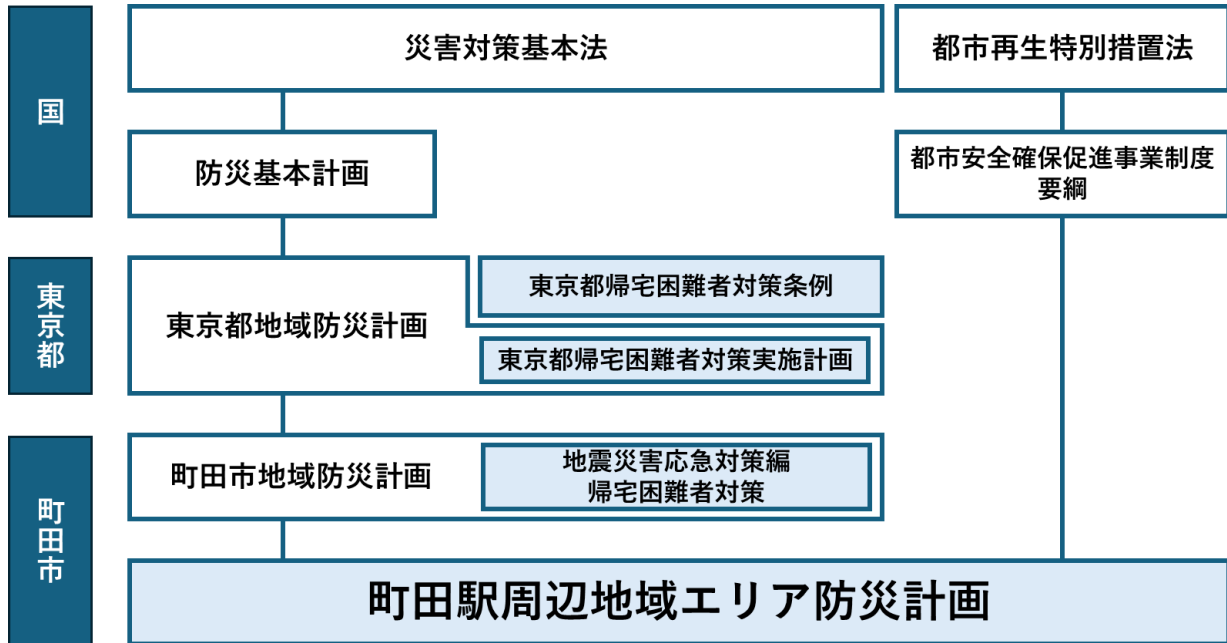 国
災害対策基本法
都市再生特別措置法
防災基本計画
都市安全確保促進事業制度
要綱
東京都
東京都地域防災計画
東京都帰宅困難者対策条例
東京都帰宅困難者対策実施計画
町田市
町田市地域防災計画
地震災害応急対策編
帰宅困難者対策
町田駅周辺地域エリア防災計画